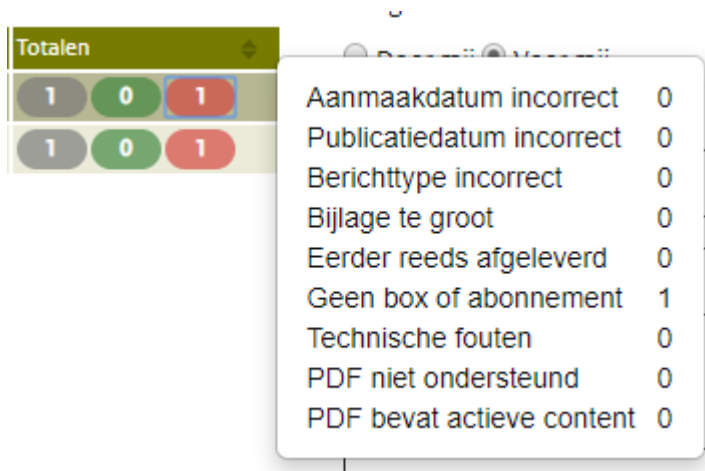 Totalen
1 0 1
1 0 1
Aanmaakdatum incorrect 0
Publicatiedatum incorrect 0
Berichttype incorrect 0
Bijlage te groot 0
Eerder reeds afgeleverd 0
Geen box of abonnement 1
Technische fouten 0
PDF niet ondersteund 0
PDF bevat actieve content 0